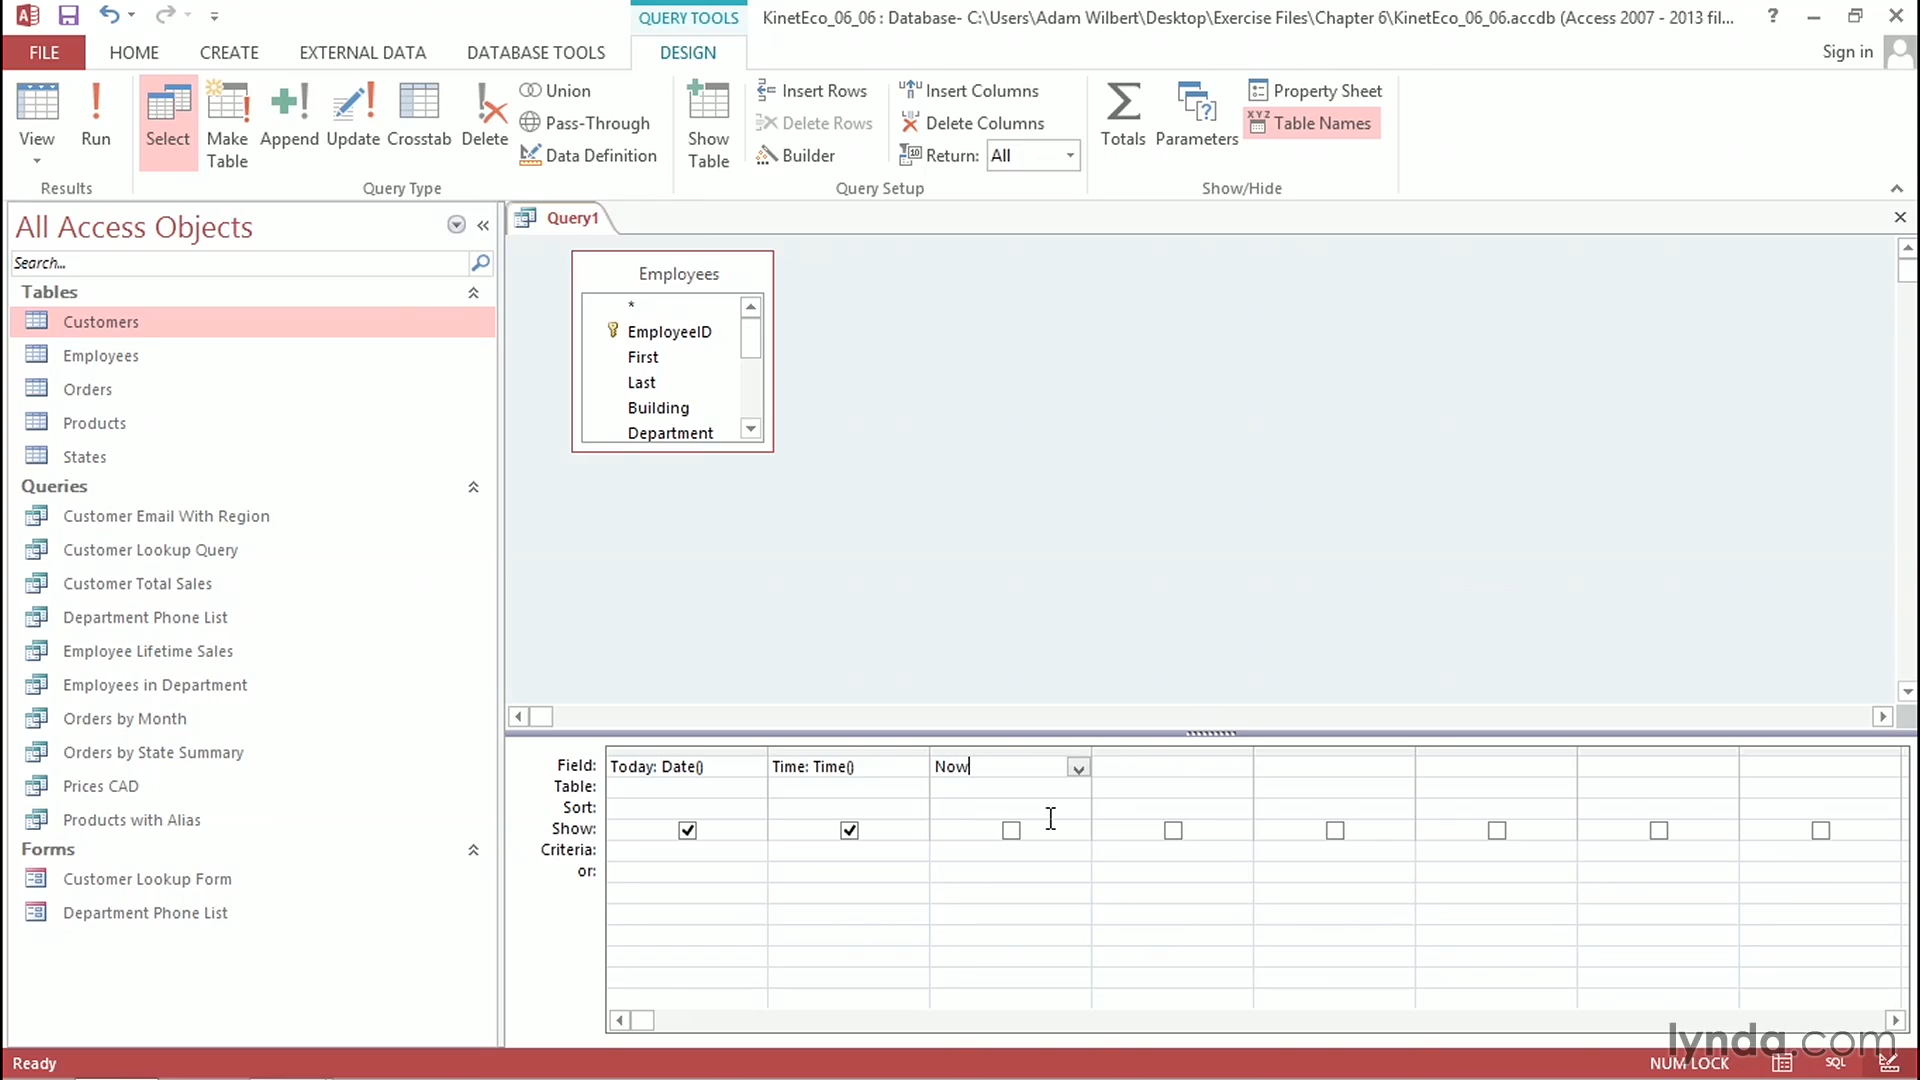 QUERY TOOLS
KinetEco_06_06 : Database- C:\Users\Adam Wilbert\Desktop\Exercise Files\Chapter 6\KinetEco_06_06.accdb (Access 2007 - 2013 fil...
?
FILE
HOME
CREATE
EXTERNAL DATA
DATABASE TOOLS
DESIGN
Sign in
View
Run
Results
Select
Make Table
Append
Update
Crosstab
Delete
Union
Pass-Through
Data Definition
Query Type
Show Table
Insert Rows
Delete Rows
Builder
Insert Columns
Delete Columns
Return: All
Query Setup
Totals
Parameters
Property Sheet
Table Names
Show/Hide
All Access Objects
Search...
Tables
Customers
Employees
Orders
Products
States
Queries
Customer Email With Region
Customer Lookup Query
Customer Total Sales
Department Phone List
Employee Lifetime Sales
Employees in Department
Orders by Month
Orders by State Summary
Prices CAD
Products with Alias
Forms
Customer Lookup Form
Department Phone List
Query1
Employees
*
EmployeeID
First
Last
Building
Department
Field: Today: Date() Time: Time() Now
Table:
Sort:
Show:
Criteria:
or:
lynda.com
Ready
NUM LOCK
SQL